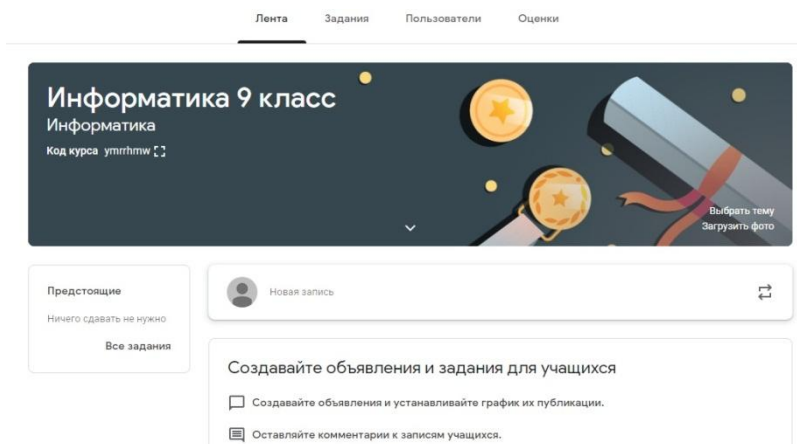 Лента Задания Пользователи Оценки
Информатика 9 класс
Информатика
Код курса ymrrhmw
Выбрать тему
Загрузить фото
Предстоящие
Ничего сдавать не нужно
Все задания
Новая запись
Создавайте объявления и задания для учащихся
Создавайте объявления и устанавливайте график их публикации.
Оставляйте комментарии к записям учащихся.